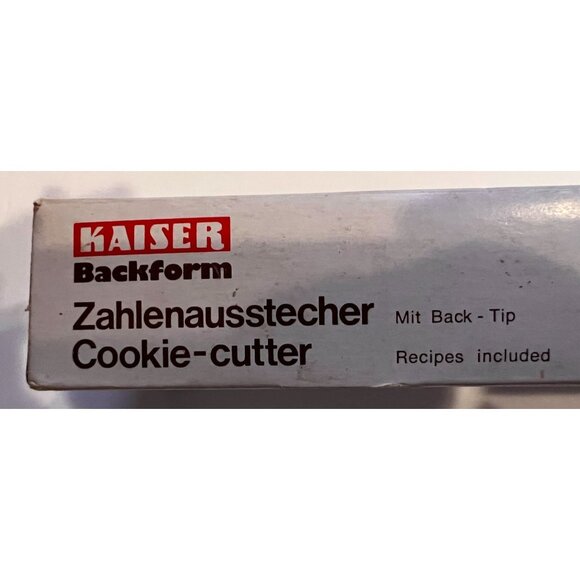 KAISER
Backform
Zahlenausstecher Mit Back - Tip
Cookie-cutter Recipes included